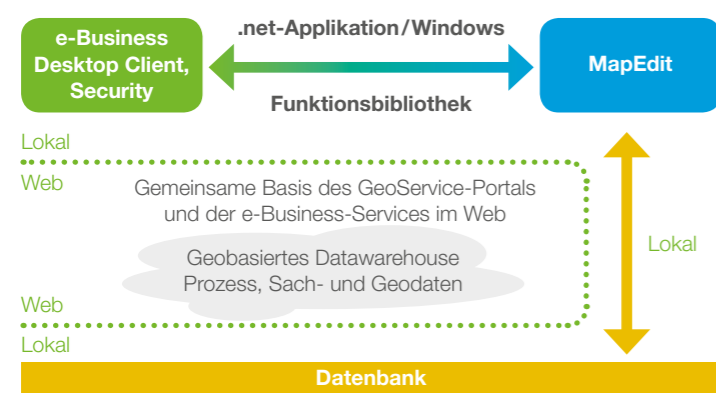 e-Business
Desktop Client,
Security
.net-Applikation/Windows
Funktionsbibliothek
MapEdit
Lokal
Web
Gemeinsame Basis des GeoService-Portals
und der e-Business-Services im Web
Geobasiertes Datawarehouse
Prozess, Sach- und Geodaten
Lokal
Web
Lokal
Datenbank